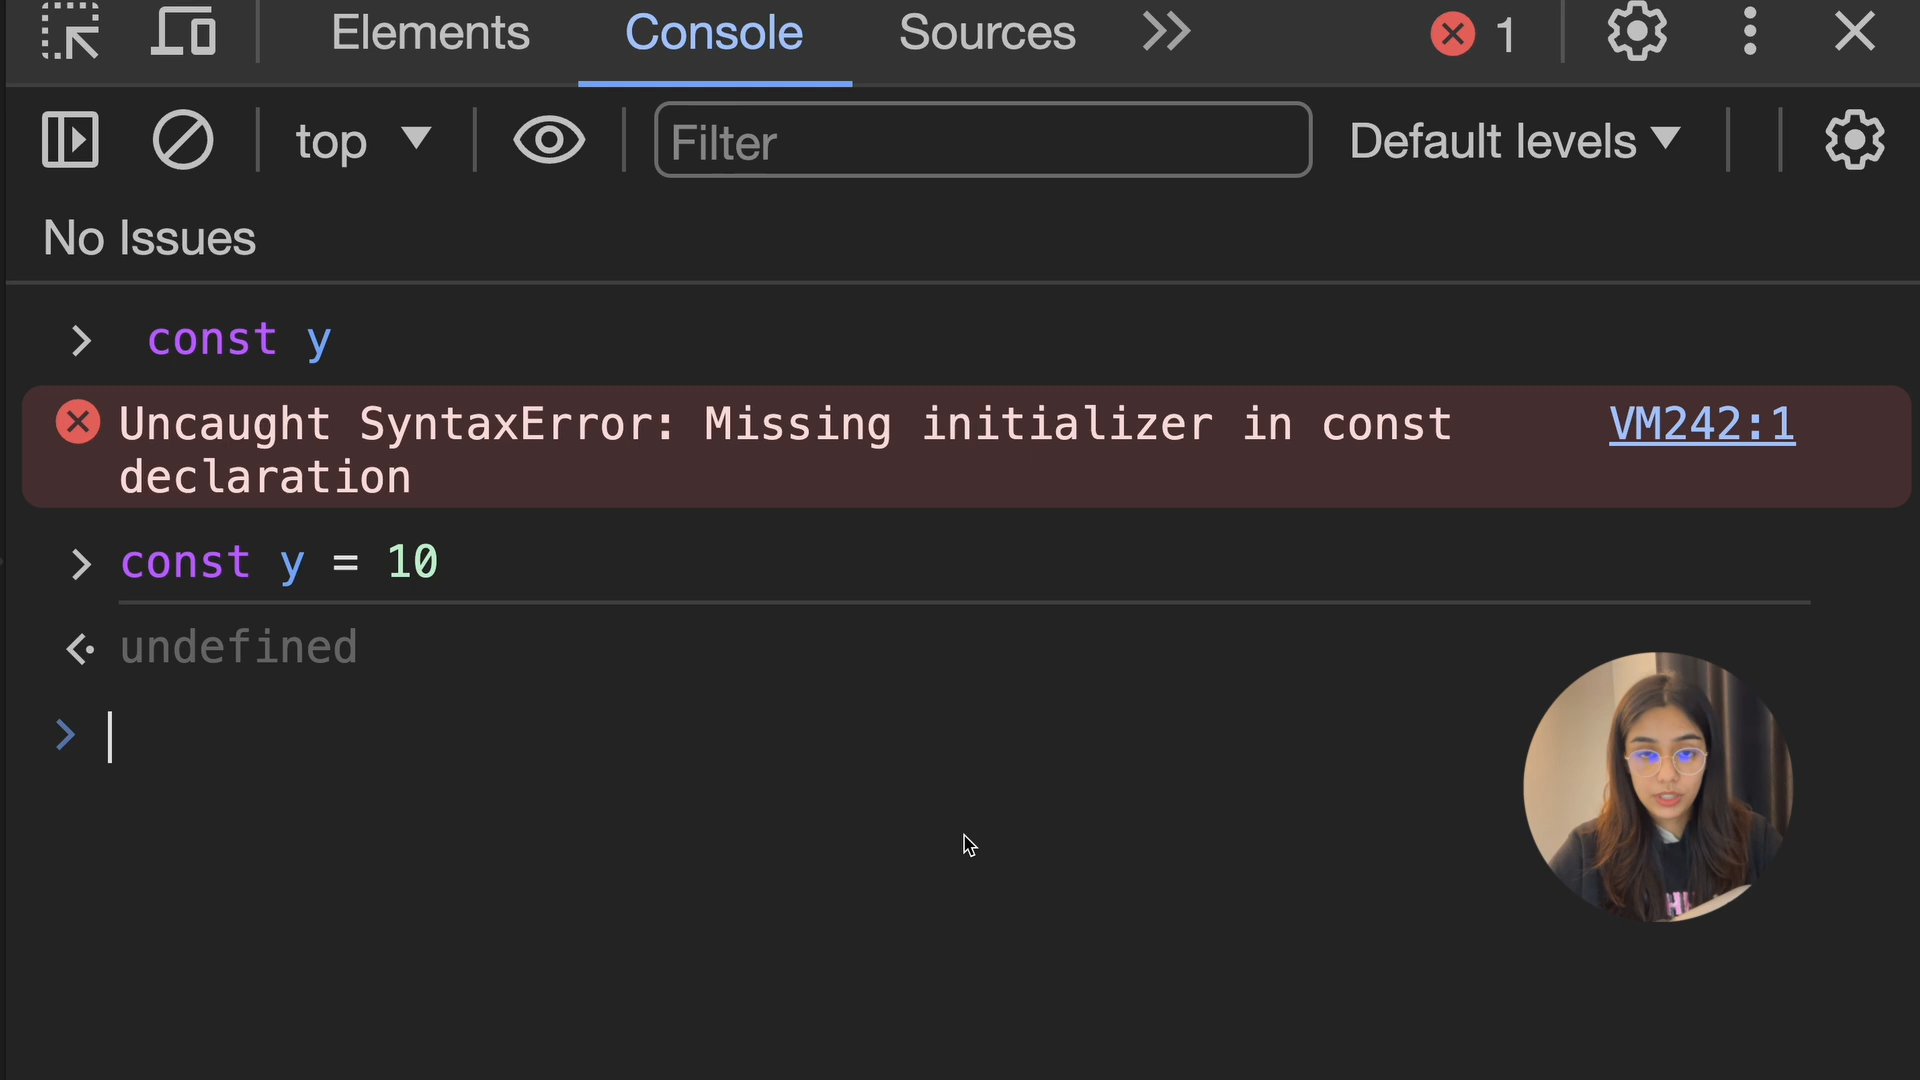 Elements Console Sources 1
top Filter Default levels
No Issues
const y
Uncaught SyntaxError: Missing initializer in const VM242:1
declaration
const y = 10
undefined